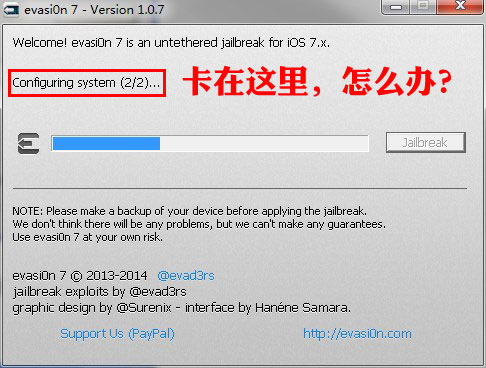 evasi0n 7 - Version 1.0.7
Welcome! evasi0n 7 is an untethered jailbreak for iOS 7.x.
Configuring system (2/2)...
卡在这里，怎么办?
Jailbreak
NOTE: Please make a backup of your device before applying the jailbreak.
We don't think there will be any problems, but we can't make any guarantees.
Use evasi0n 7 at your own risk.
evasi0n 7 © 2013-2014 @evad3rs
jailbreak exploits by @evad3rs
graphic design by @Surenix - interface by Hanéne Samara.
Support Us (PayPal) http://evasi0n.com